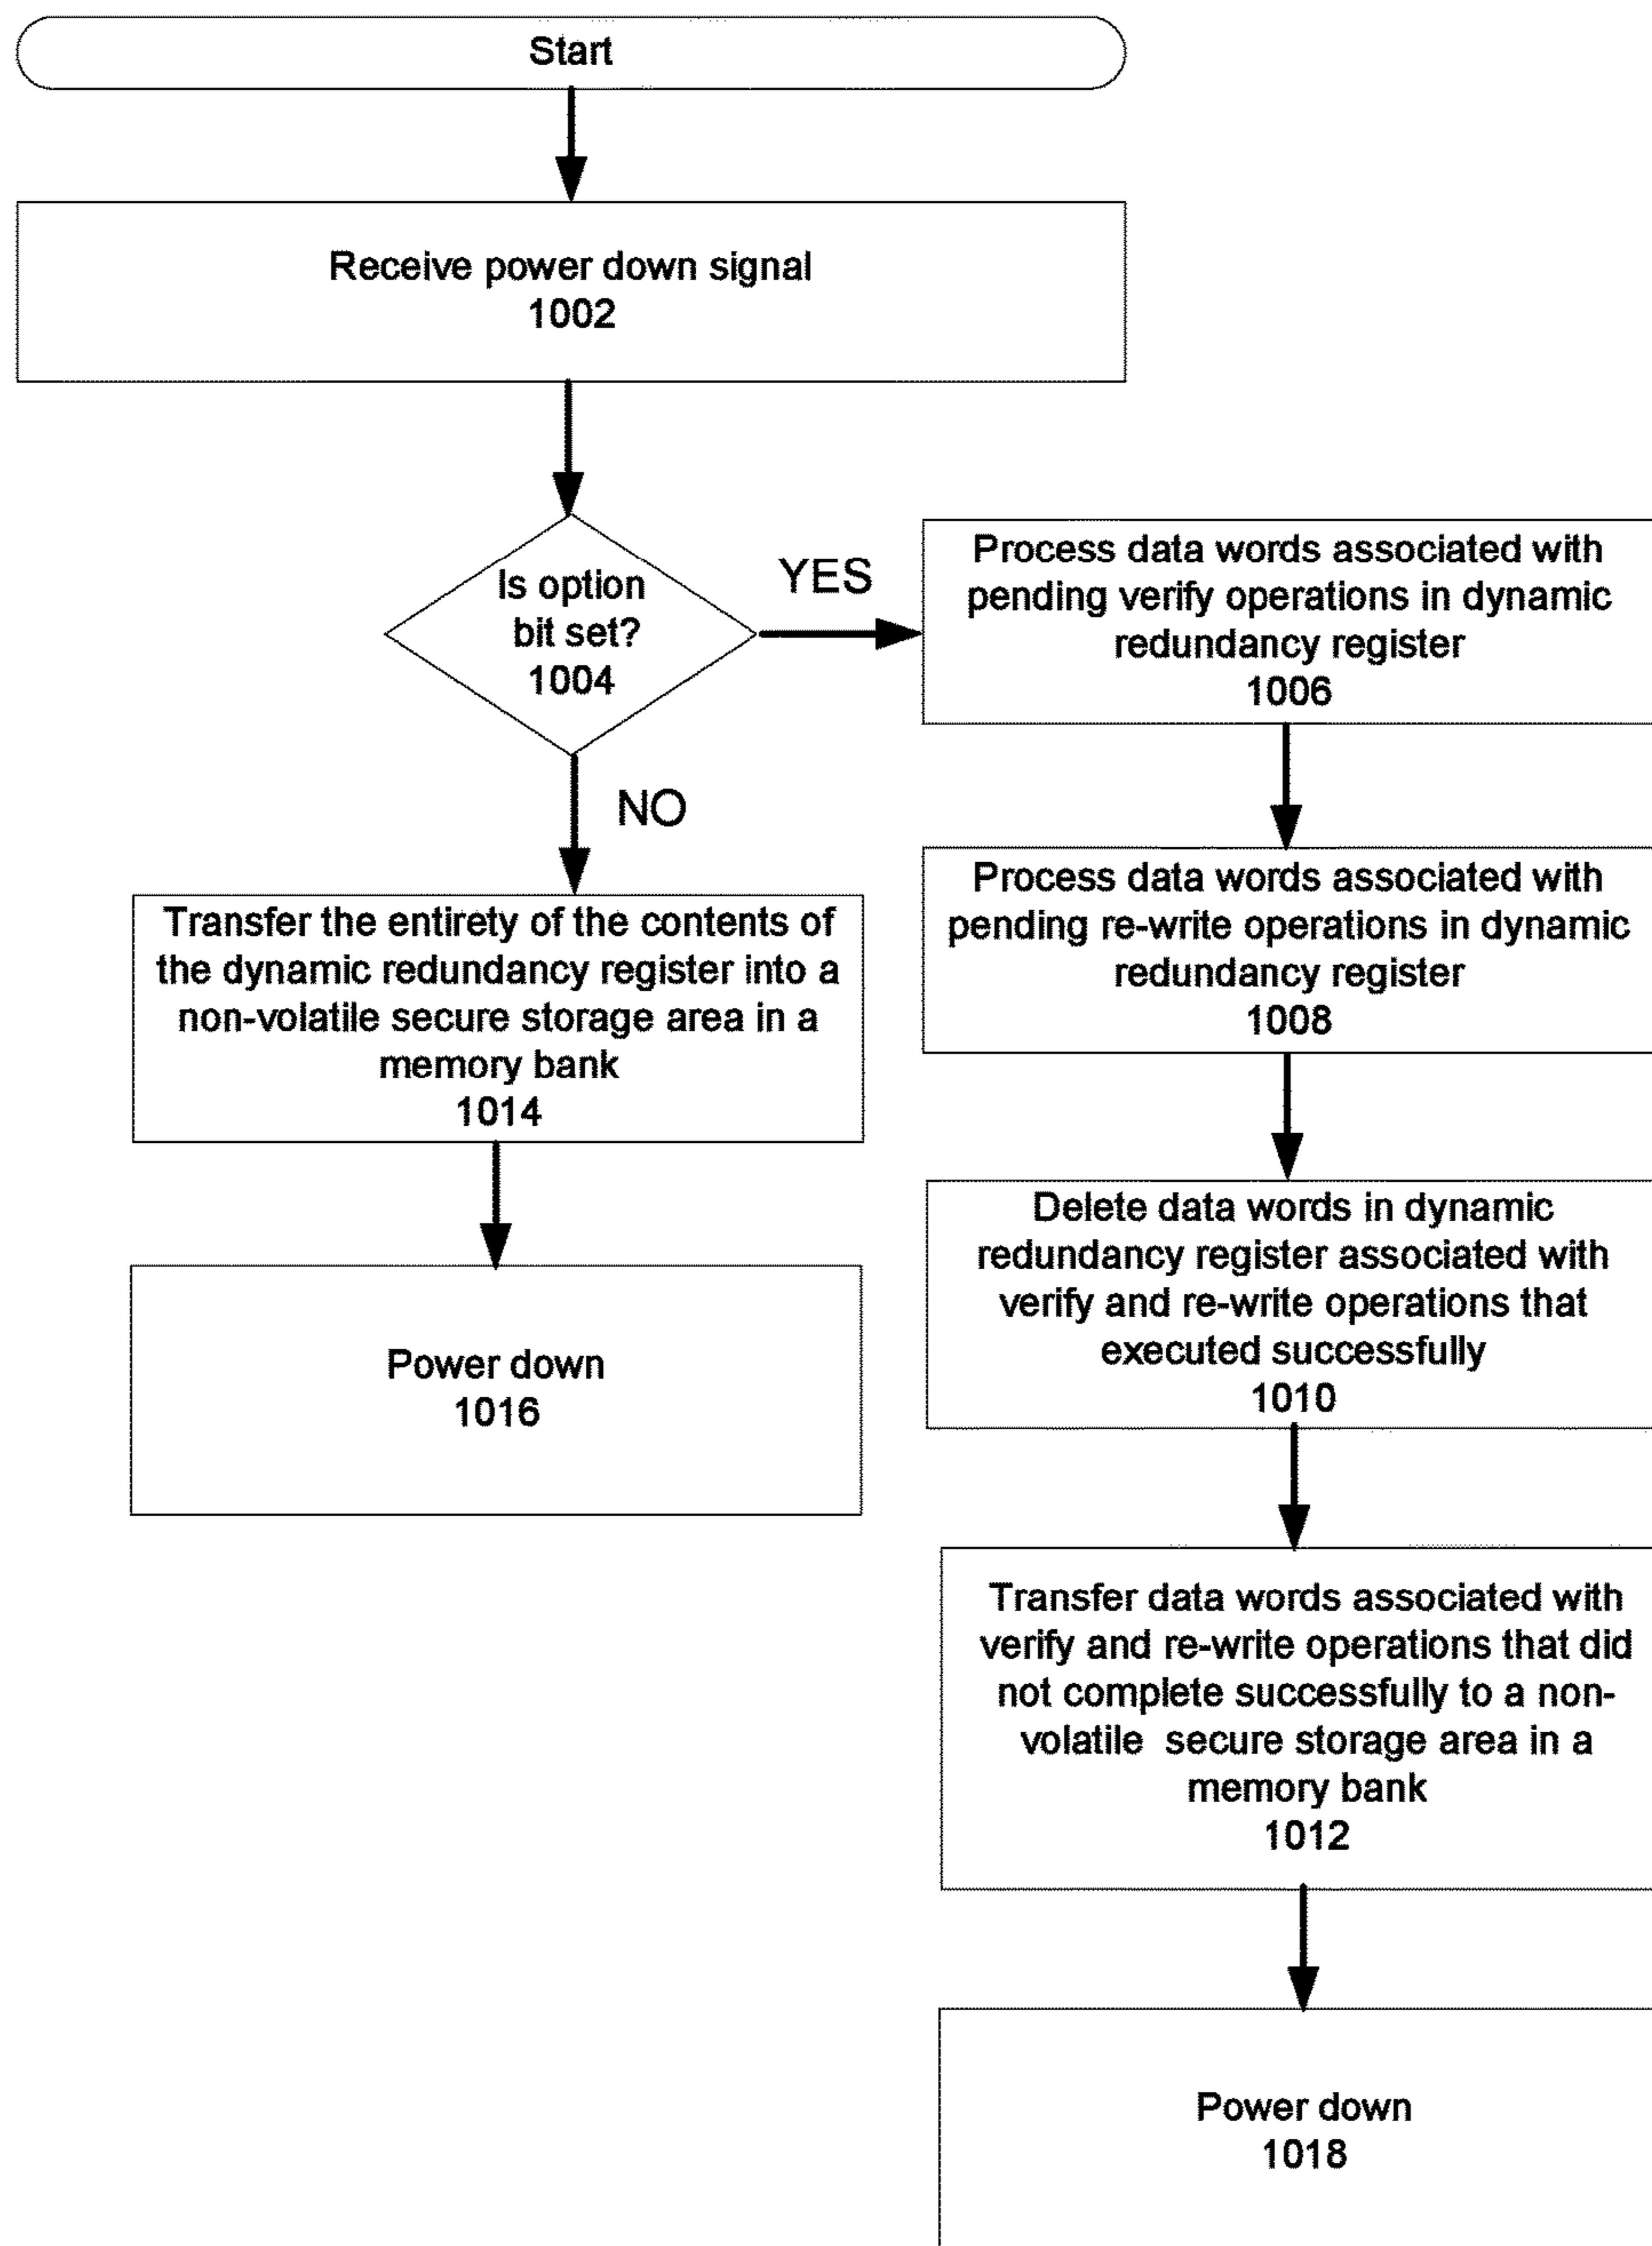 Start
Receive power down signal
1002
Is option
bit set?
1004
YES
NO
Process data words associated with
pending verify operations in dynamic
redundancy register
1006
Process data words associated with
pending re-write operations in dynamic
redundancy register
1008
Delete data words in dynamic
redundancy register associated with
verify and re-write operations that
executed successfully
1010
Transfer data words associated with
verify and re-write operations that did
not complete successfully to a non-
volatile secure storage area in a
memory bank
1012
Power down
1018
Transfer the entirety of the contents of
the dynamic redundancy register into a
non-volatile secure storage area in a
memory bank
1014
Power down
1016